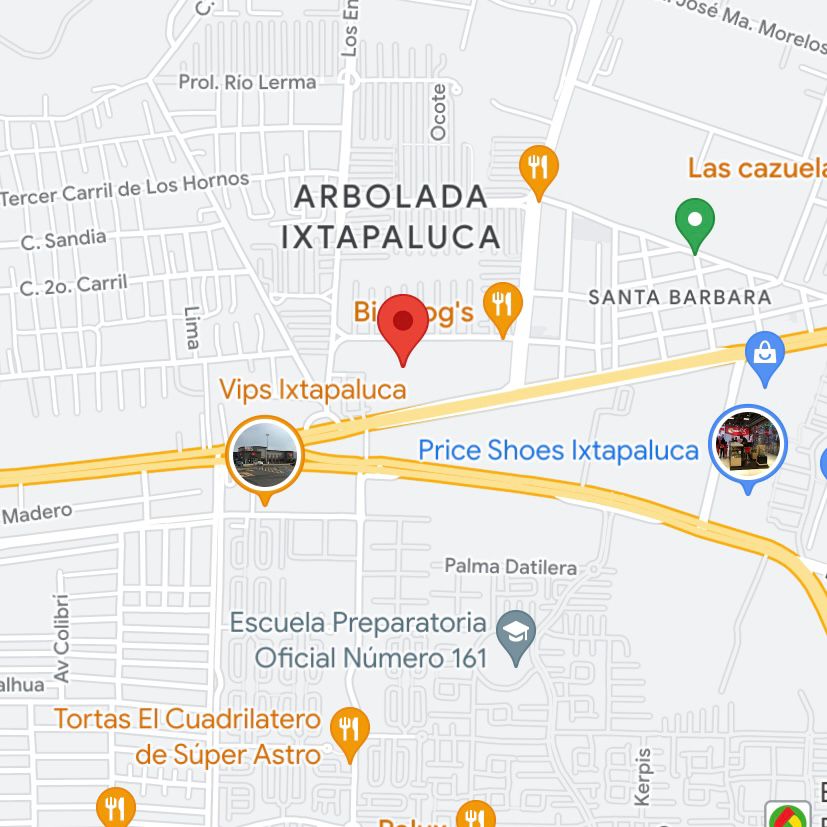 José Ma. Morelos
Los En
Prol. Río Lerma
Ocote
Las cazuela
Tercer Carril de Los Hornos
ARBOLADA
IXTAPALUCA
C. Sandia
C. 2o. Carril
SANTA BARBARA
Lima
Vips Ixtapaluca
Price Shoes Ixtapaluca
Madero
Palma Datilera
Av Colibrí
Escuela Preparatoria
Oficial Número 161
alhua
Tortas El Cuadrilatero
de Súper Astro
Kerpis